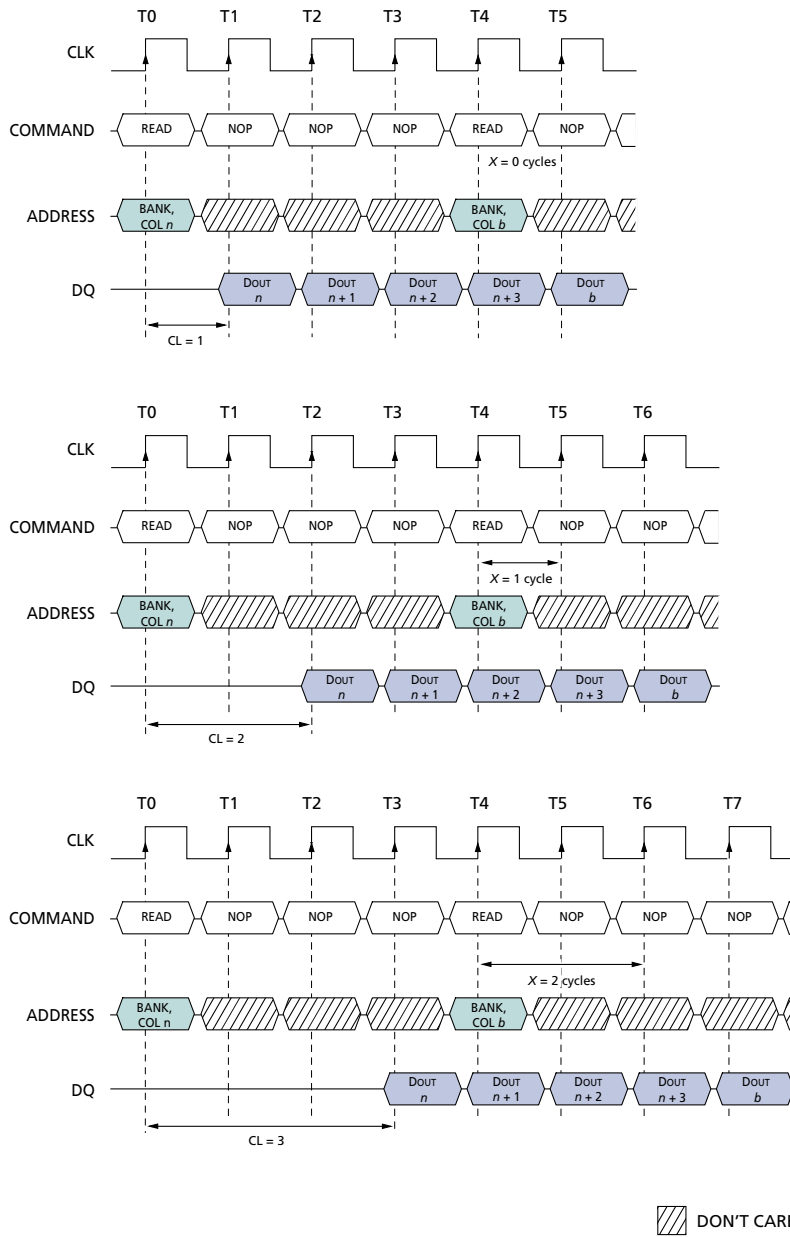 T0 T1 T2 T3 T4 T5
CLK
COMMAND READ NOP NOP NOP READ NOP
X = 0 cycles
ADDRESS BANK, COL n BANK, COL b
DQ DOUT n DOUT n + 1 DOUT n + 2 DOUT n + 3 DOUT b
CL = 1
T0 T1 T2 T3 T4 T5 T6
CLK
COMMAND READ NOP NOP NOP READ NOP NOP
X = 1 cycle
ADDRESS BANK, COL n BANK, COL b
DQ DOUT n DOUT n + 1 DOUT n + 2 DOUT n + 3 DOUT b
CL = 2
T0 T1 T2 T3 T4 T5 T6 T7
CLK
COMMAND READ NOP NOP NOP READ NOP NOP NOP
X = 2 cycles
ADDRESS BANK, COL n BANK, COL b
DQ DOUT n DOUT n + 1 DOUT n + 2 DOUT n + 3 DOUT b
CL = 3
DON'T CARE